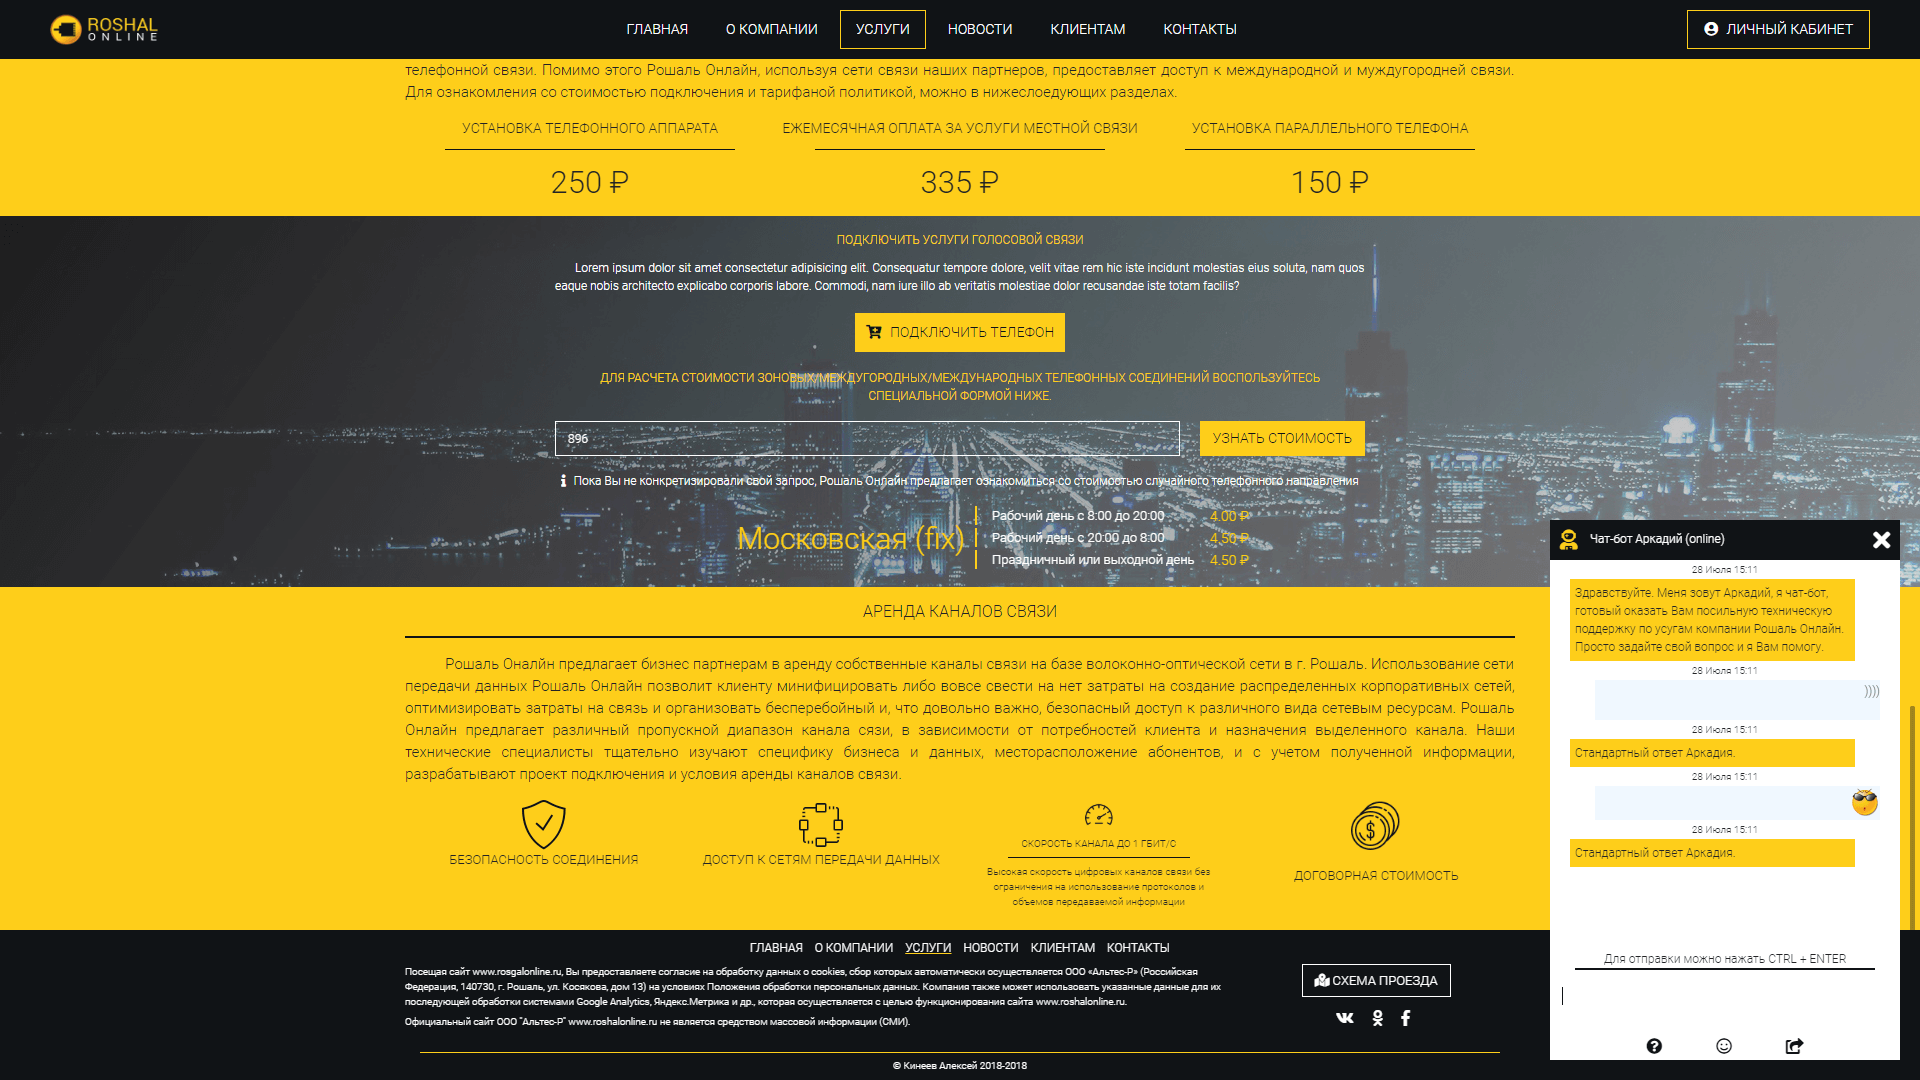 ROSHAL
ONLINE
ГЛАВНАЯ
О КОМПАНИИ
УСЛУГИ
НОВОСТИ
КЛИЕНТАМ
КОНТАКТЫ
ЛИЧНЫЙ КАБИНЕТ
телефонной связи. Помимо этого Рошаль Онлайн, используя сети связи наших партнеров, предоставляет доступ к международной и муждугородней связи.
Для ознакомления со стоимостью подключения и тарифаной политикой, можно в нижеслоедующих разделах.
УСТАНОВКА ТЕЛЕФОННОГО АППАРАТА
250 ₽
ЕЖЕМЕСЯЧНАЯ ОПЛАТА ЗА УСЛУГИ МЕСТНОЙ СВЯЗИ
335 ₽
УСТАНОВКА ПАРАЛЛЕЛЬНОГО ТЕЛЕФОНА
150 ₽
ПОДКЛЮЧИТЬ УСЛУГИ ГОЛОСОВОЙ СВЯЗИ
Lorem ipsum dolor sit amet consectetur adipisicing elit. Consequatur tempore dolore, velit vitae rem hic iste incidunt molestias eius soluta, nam quos
eaque nobis architecto explicabo corporis labore. Commodi, nam iure illo ab veritatis molestiae dolor recusandae iste totam facilis?
ПОДКЛЮЧИТЬ ТЕЛЕФОН
ДЛЯ РАСЧЕТА СТОИМОСТИ ЗОНОВЫХ/МЕЖДУГОРОДНЫХ/МЕЖДУНАРОДНЫХ ТЕЛЕФОННЫХ СОЕДИНЕНИЙ ВОСПОЛЬЗУЙТЕСЬ
СПЕЦИАЛЬНОЙ ФОРМОЙ НИЖЕ.
896
УЗНАТЬ СТОИМОСТЬ
Пока Вы не конкретизировали свой запрос, Рошаль Онлайн предлагает ознакомиться со стоимостью случайного телефонного направления
Московская (fix)
Рабочий день с 8:00 до 20:00 4.00 ₽
Рабочий день с 20:00 до 8:00 4.50 ₽
Праздничный или выходной день 4.50 ₽
АРЕНДА КАНАЛОВ СВЯЗИ
Рошаль Оналйн предлагает бизнес партнерам в аренду собственные каналы связи на базе волоконно-оптической сети в г. Рошаль. Использование сети
передачи данных Рошаль Онлайн позволит клиенту минифицировать либо вовсе свести на нет затраты на создание распределенных корпоративных сетей,
оптимизировать затраты на связь и организовать бесперебойный и, что довольно важно, безопасный доступ к различного вида сетевым ресурсам. Рошаль
Онлайн предлагает различный пропускной диапазон канала сязи, в зависимости от потребностей клиента и назначения выделенного канала. Наши
технические специалисты тщательно изучают специфику бизнеса и данных, месторасположение абонентов, и с учетом полученной информации,
разрабатывают проект подключения и условия аренды каналов связи.
БЕЗОПАСНОСТЬ СОЕДИНЕНИЯ
ДОСТУП К СЕТЯМ ПЕРЕДАЧИ ДАННЫХ
СКОРОСТЬ КАНАЛА ДО 1 ГБИТ/С
Высокая скорость цифровых каналов связи без
ограничения на использование протоколов и
объемов передаваемой информации
ДОГОВОРНАЯ СТОИМОСТЬ
ГЛАВНАЯ О КОМПАНИИ УСЛУГИ НОВОСТИ КЛИЕНТАМ КОНТАКТЫ
Посещая сайт www.rosgalonline.ru, Вы предоставляете согласие на обработку данных о cookies, сбор которых автоматически осуществляется ООО «Альтес-Р» (Российская
Федерация, 140730, г. Рошаль, ул. Косякова, дом 13) на условиях Положения обработки персональных данных. Компания также может использовать указанные данные для их
последующей обработки системами Google Analytics, Яндекс.Метрика и др., которая осуществляется с целью функционирования сайта www.roshalonline.ru.
Официальный сайт ООО "Альтес-Р" www.roshalonline.ru не является средством массовой информации (СМИ).
СХЕМА ПРОЕЗДА
© Кинеев Алексей 2018-2018
Чат-бот Аркадий (online)
28 Июля 15:11
Здравствуйте. Меня зовут Аркадий, я чат-бот,
готовый оказать Вам посильную техническую
поддержку по усугам компании Рошаль Онлайн.
Просто задайте свой вопрос и я Вам помогу.
28 Июля 15:11
))))
28 Июля 15:11
Стандартный ответ Аркадия.
28 Июля 15:11
28 Июля 15:11
Стандартный ответ Аркадия.
Для отправки можно нажать CTRL + ENTER